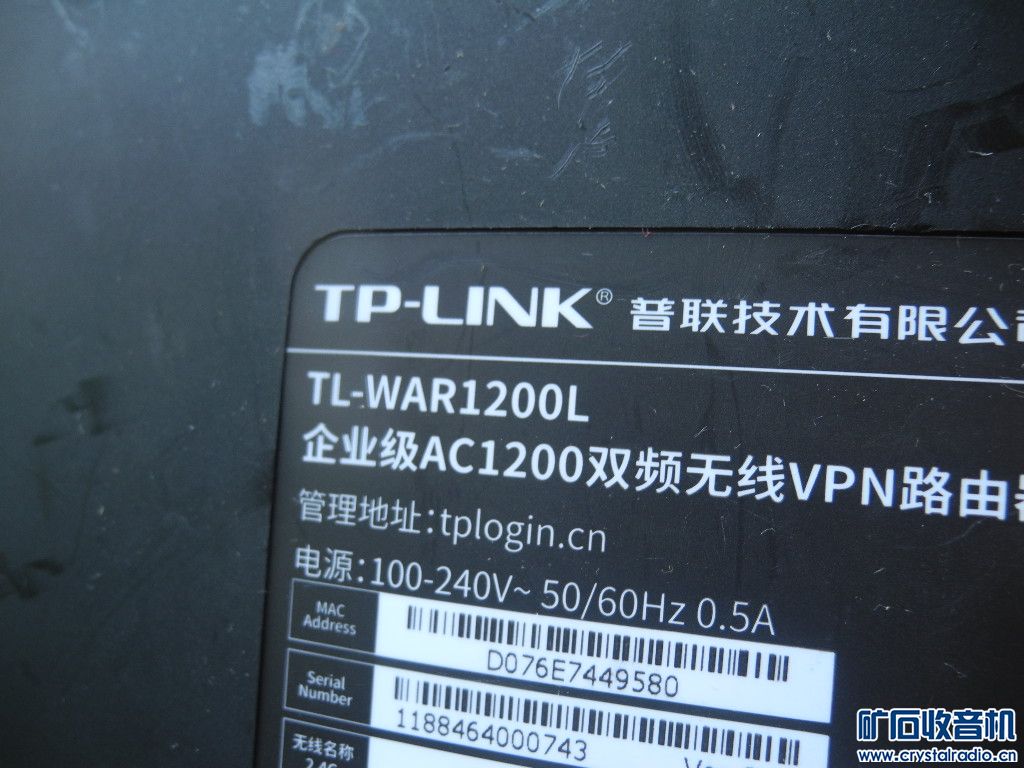 TP-LINK® 普联技术有限公
TL-WAR1200L
企业级AC1200双频无线VPN路由
管理地址:tplogin.cn
电源:100-240V~ 50/60Hz 0.5A
MAC
Address
D076E7449580
Serial
Number
1188464000743
无线名称
矿石收音机
www.crystalradio.cn